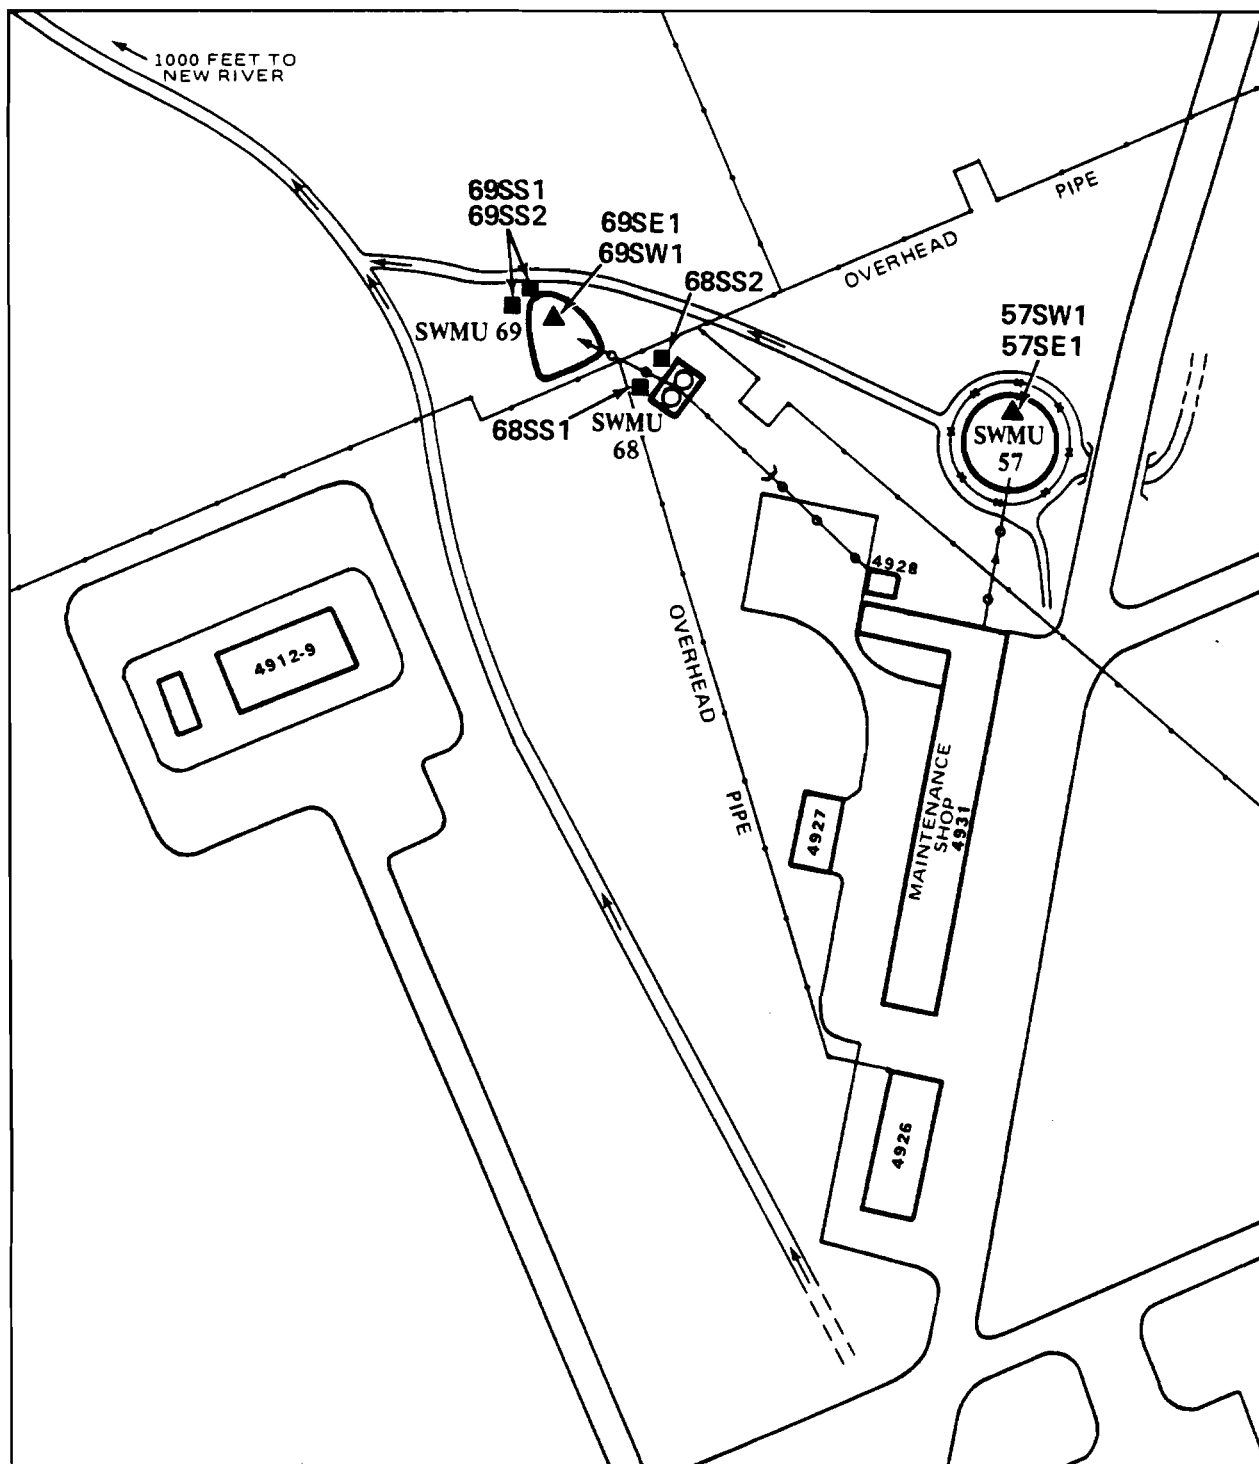 1000 FEET TO
NEW RIVER
69SS1
69SS2
69SE1
69SW1
68SS2
PIPE
OVERHEAD
57SW1
57SE1
SWMU 69
SWMU
57
68SS1
SWMU
68
4928
OVERHEAD
PIPE
4912-9
MAINTENANCE
SHOP
4931
4927
4926